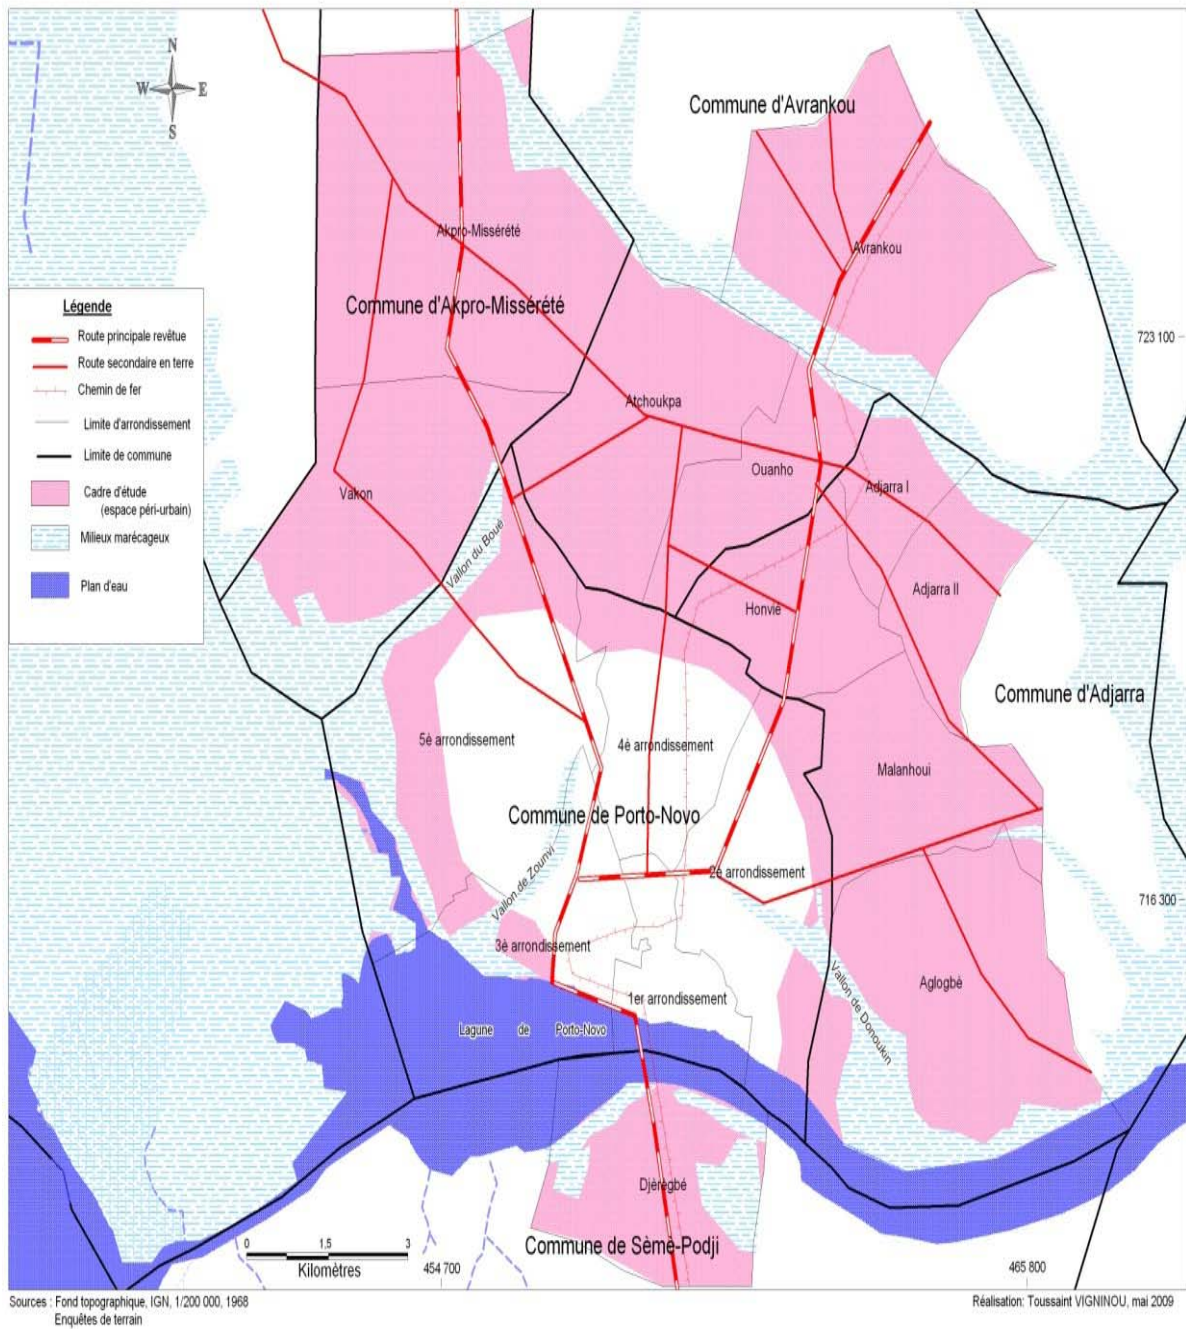 N
W E
S
Commune d'Avrankou
Akpro-Missérété
Avrankou
Commune d'Akpro-Missérété
Légende
Route principale revêtue
Route secondaire en terre
Chemin de fer
Limite d'arrondissement
Limite de commune
Cadre d'étude
(espace péri-urbain)
Milieux marécageux
Plan d'eau
723 100
Atchoukpa
Ouanho
Adjarra I
Vakon
Vallon du Boué
Adjarra II
Honvié
Commune d'Adjarra
5è arrondissement
4è arrondissement
Malanhoui
Commune de Porto-Novo
2è arrondissement
Vallon de Zounvi
716 300
3è arrondissement
Aglogbé
1er arrondissement
Vallon de Donoukin
Lagune de Porto-Novo
Djèrègbé
Commune de Sèmè-Podji
0 1,5 3
Kilomètres
454 700
465 800
Sources : Fond topographique, IGN, 1/200 000, 1968
Enquêtes de terrain
Réalisation: Toussaint VIGNINOU, mai 2009